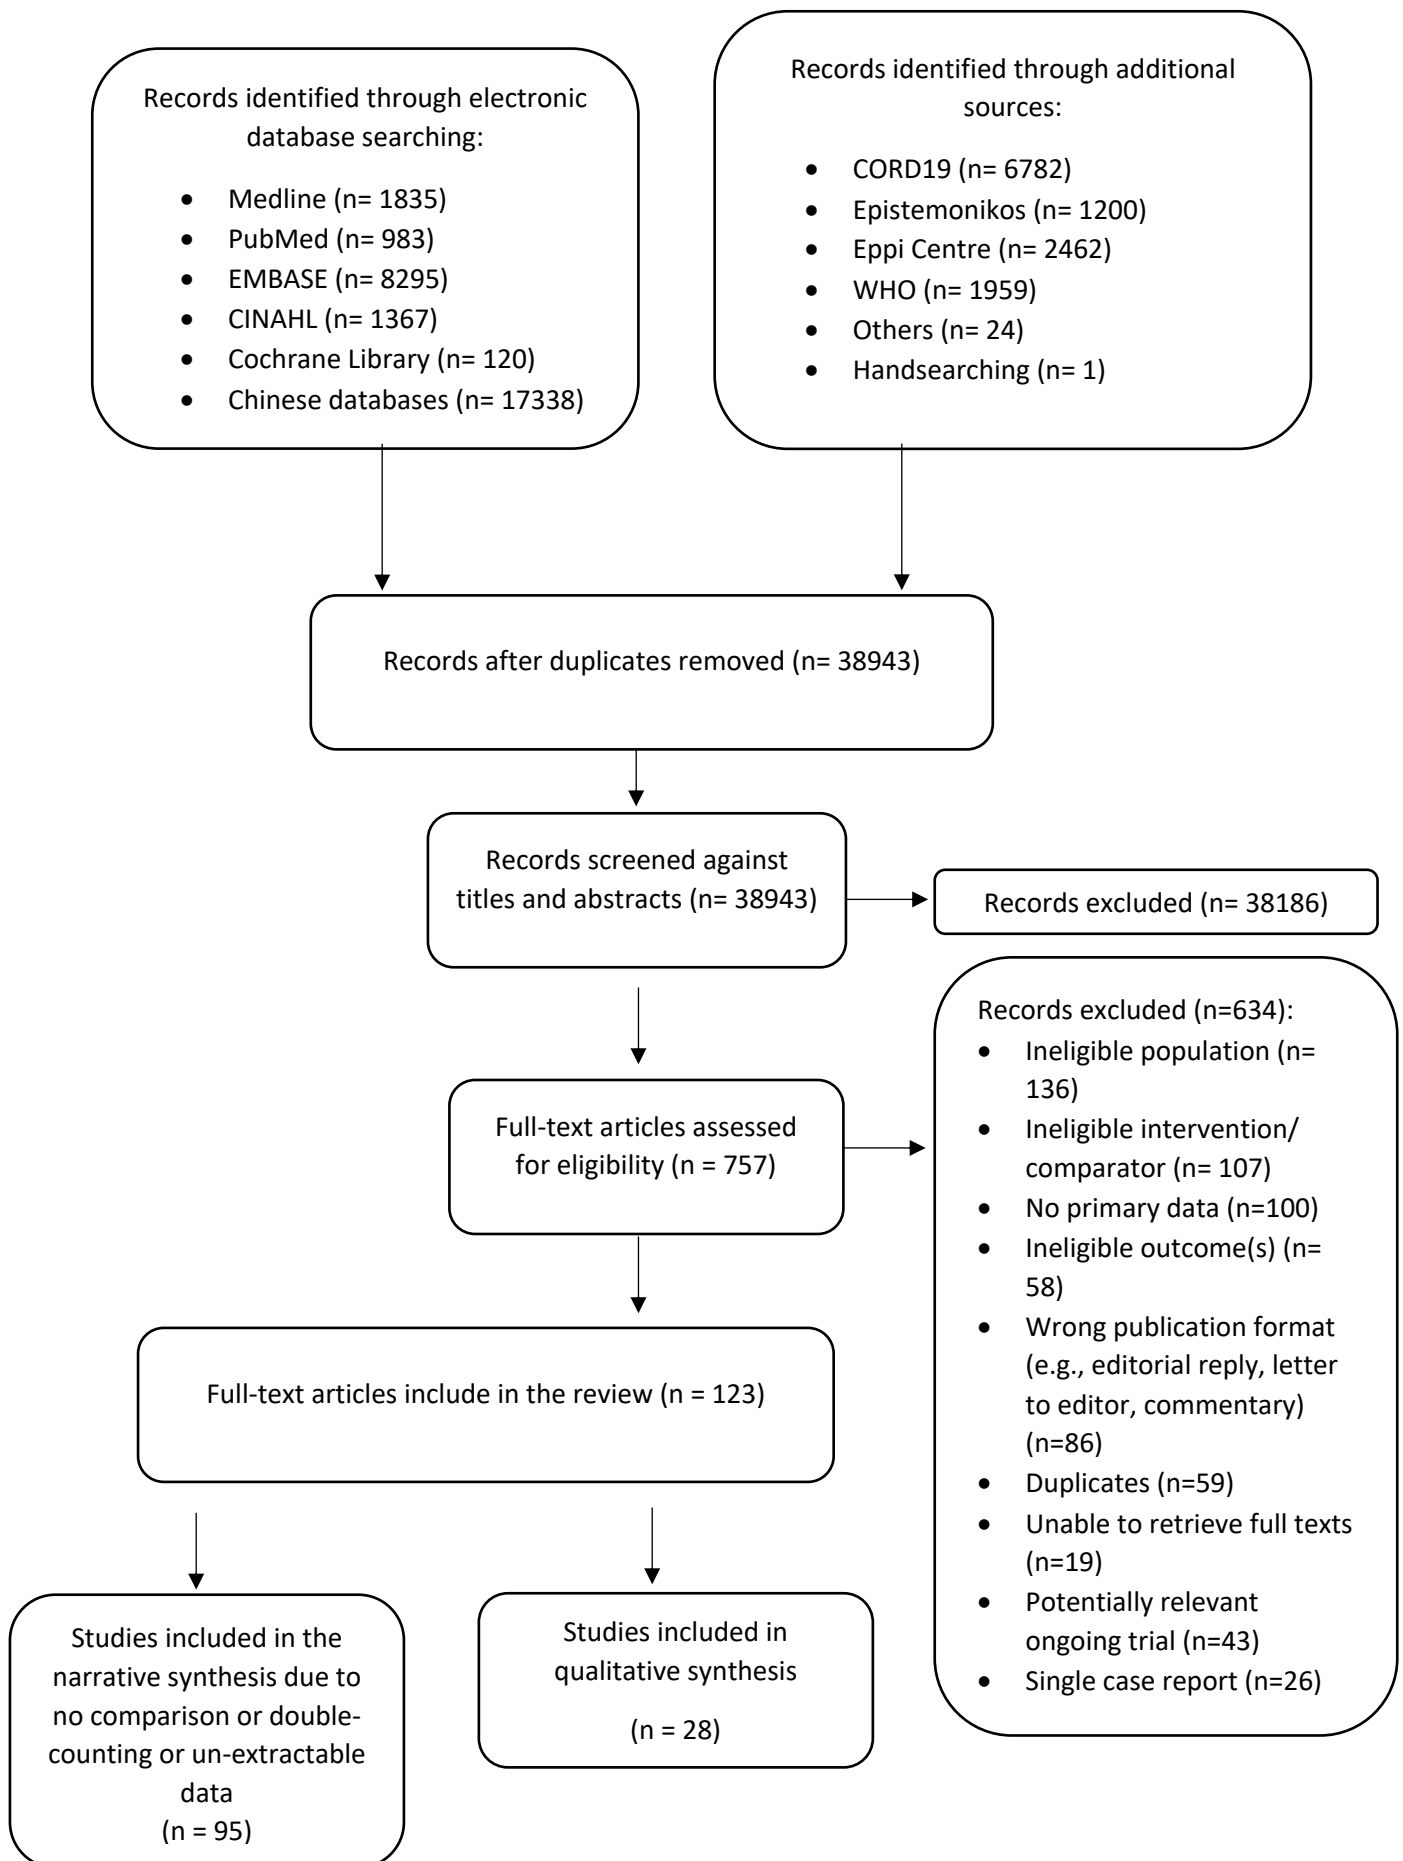 Records identified through electronic
database searching:
• Medline (n= 1835)
• PubMed (n= 983)
• EMBASE (n= 8295)
• CINAHL (n= 1367)
• Cochrane Library (n= 120)
• Chinese databases (n= 17338)
Records identified through additional
sources:
• CORD19 (n= 6782)
• Epistemonikos (n= 1200)
• Eppi Centre (n= 2462)
• WHO (n= 1959)
• Others (n= 24)
• Handsearching (n= 1)
Records after duplicates removed (n= 38943)
Records screened against
titles and abstracts (n= 38943)
Records excluded (n= 38186)
Full-text articles assessed
for eligibility (n = 757)
Records excluded (n=634):
• Ineligible population (n=
136)
• Ineligible intervention/
comparator (n= 107)
• No primary data (n=100)
• Ineligible outcome(s) (n=
58)
• Wrong publication format
(e.g., editorial reply, letter
to editor, commentary)
(n=86)
• Duplicates (n=59)
• Unable to retrieve full texts
(n=19)
• Potentially relevant
ongoing trial (n=43)
• Single case report (n=26)
Full-text articles include in the review (n = 123)
Studies included in the
narrative synthesis due to
no comparison or double-
counting or un-extractable
data
(n = 95)
Studies included in
qualitative synthesis
(n = 28)